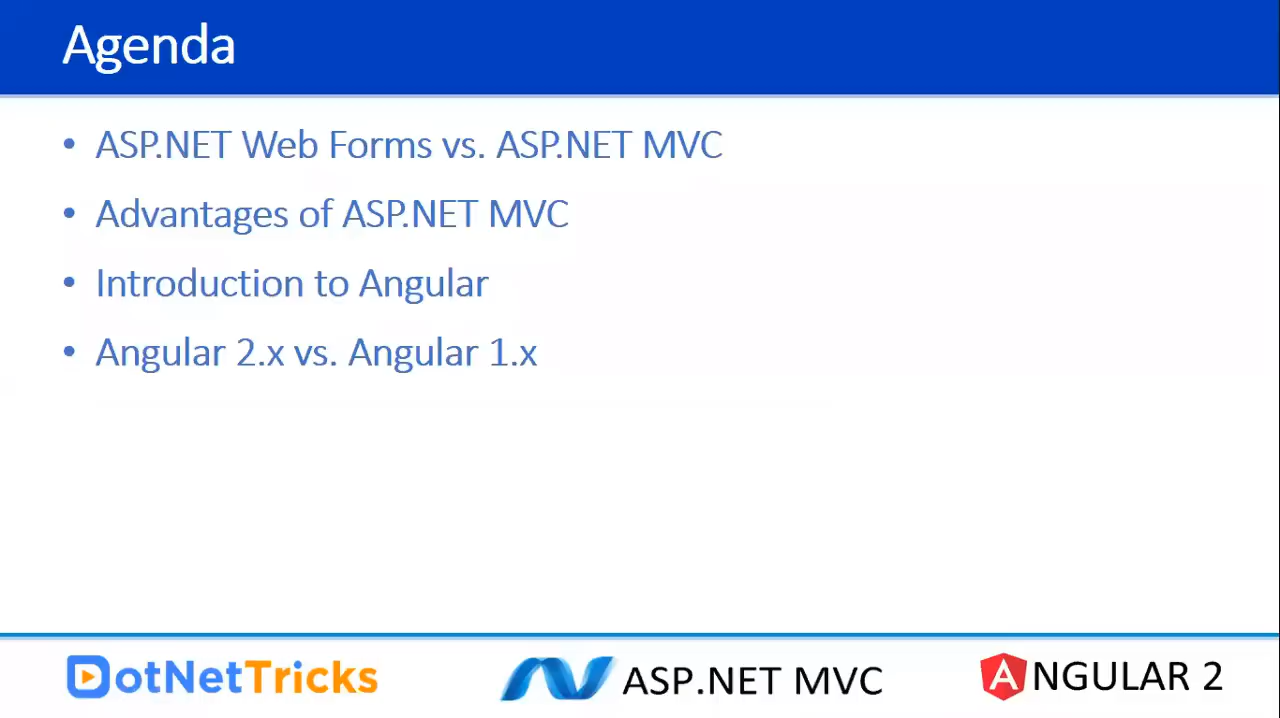 Agenda
• ASP.NET Web Forms vs. ASP.NET MVC
• Advantages of ASP.NET MVC
• Introduction to Angular
• Angular 2.x vs. Angular 1.x
DotNetTricks
ASP.NET MVC
ANGULAR 2